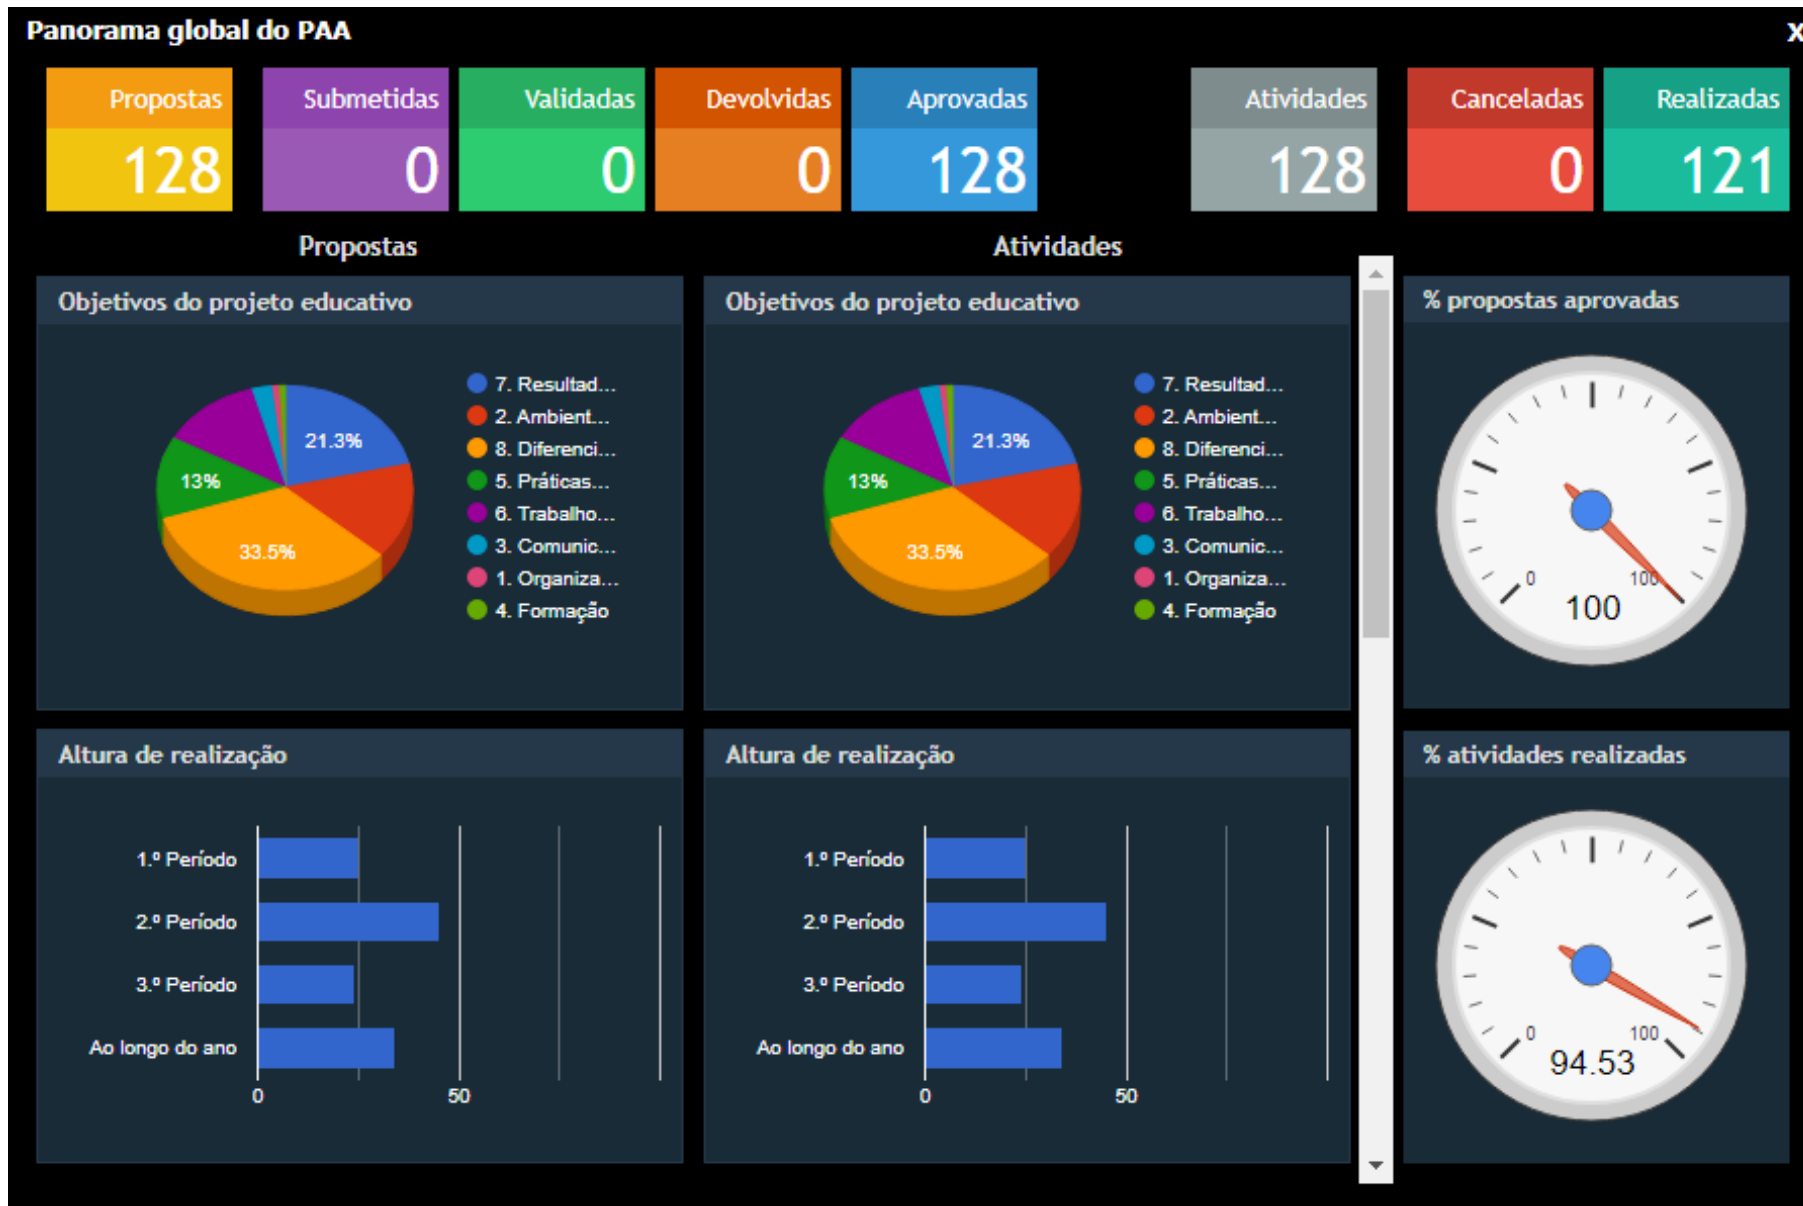 Panorama global do PAA
X
Propostas
Submetidas
Validadas
Devolvidas
Aprovadas
Atividades
Canceladas
Realizadas
128
0
0
0
128
128
0
121
Propostas
Atividades
Objetivos do projeto educativo
21.3%
13%
33.5%
7. Resultad...
2. Ambient...
8. Diferenci...
5. Práticas...
6. Trabalho...
3. Comunic...
1. Organiza...
4. Formação
Objetivos do projeto educativo
21.3%
13%
33.5%
7. Resultad...
2. Ambient...
8. Diferenci...
5. Práticas...
6. Trabalho...
3. Comunic...
1. Organiza...
4. Formação
% propostas aprovadas
0
100
100
Altura de realização
1.º Período
2.º Período
3.º Período
Ao longo do ano
0
50
Altura de realização
1.º Período
2.º Período
3.º Período
Ao longo do ano
0
50
% atividades realizadas
0
100
94.53